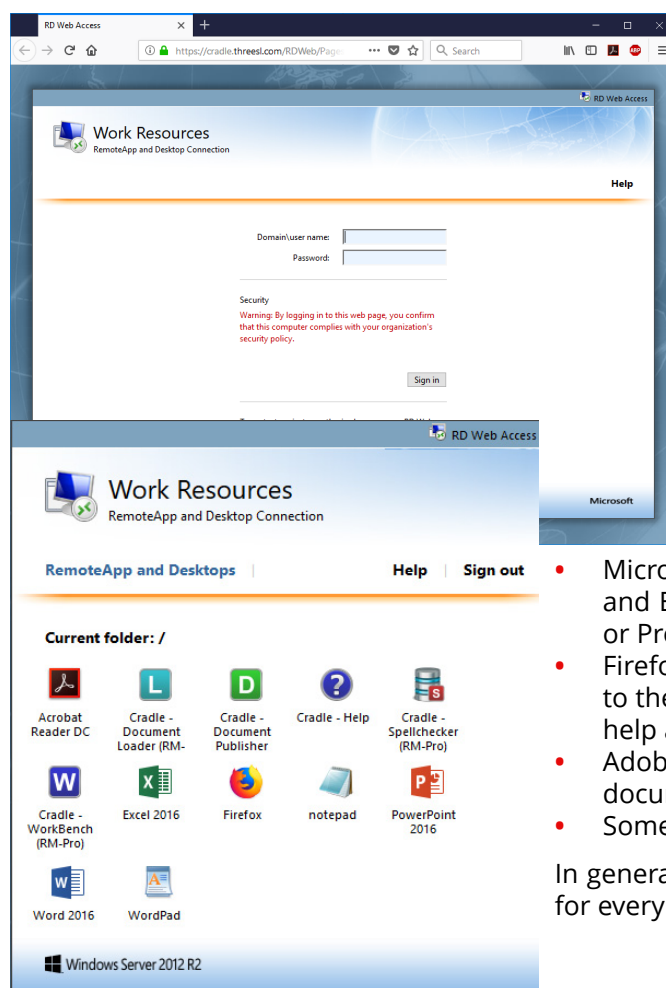 RD Web Access
https://cradle.threesl.com/RDWeb/Page
Search
RD Web Access
Work Resources
RemoteApp and Desktop Connection
Help
Domain\user name:
Password:
Security
Warning: By logging in to this web page, you confirm
that this computer complies with your organization's
security policy.
Sign in
Microsoft
RD Web Access
Work Resources
RemoteApp and Desktop Connection
RemoteApp and Desktops
Help
Sign out
Current folder: /
Acrobat
Reader DC
Cradle -
Document
Loader (RM-
Cradle -
Document
Publisher
Cradle - Help
Cradle -
Spellchecker
(RM-Pro)
Cradle -
WorkBench
(RM-Pro)
Excel 2016
Firefox
notepad
PowerPoint
2016
Word 2016
WordPad
Windows Server 2012 R2
• Micro
and E
or Pr
• Firefo
to the
help
• Adob
docu
• Some
In genera
for every